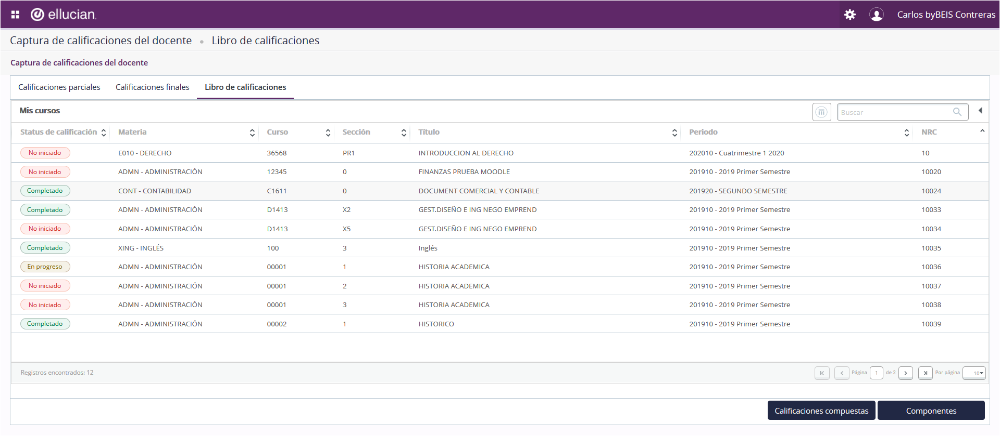 ellucian.
Carlos byBEIS Contreras
Captura de calificaciones del docente • Libro de calificaciones
Captura de calificaciones del docente
Calificaciones parciales Calificaciones finales Libro de calificaciones
Mis cursos
Buscar
Status de calificación Materia Curso Sección Título Periodo NRC
No iniciado E010 - DERECHO 36568 PR1 INTRODUCCION AL DERECHO 202010 - Cuatrimestre 1 2020 10
No iniciado ADMN - ADMINISTRACIÓN 12345 0 FINANZAS PRUEBA MOODLE 201910 - 2019 Primer Semestre 10020
Completado CONT - CONTABILIDAD C1611 0 DOCUMENT COMERCIAL Y CONTABLE 201920 - SEGUNDO SEMESTRE 10024
Completado ADMN - ADMINISTRACIÓN D1413 X2 GEST.DISEÑO E ING NEGO EMPREND 201910 - 2019 Primer Semestre 10033
No iniciado ADMN - ADMINISTRACIÓN D1413 X5 GEST.DISEÑO E ING NEGO EMPREND 201910 - 2019 Primer Semestre 10034
Completado XING - INGLÉS 100 3 Inglés 201910 - 2019 Primer Semestre 10035
En progreso ADMN - ADMINISTRACIÓN 00001 1 HISTORIA ACADEMICA 201910 - 2019 Primer Semestre 10036
No iniciado ADMN - ADMINISTRACIÓN 00001 2 HISTORIA ACADEMICA 201910 - 2019 Primer Semestre 10037
No iniciado ADMN - ADMINISTRACIÓN 00001 3 HISTORIA ACADEMICA 201910 - 2019 Primer Semestre 10038
Completado ADMN - ADMINISTRACIÓN 00002 1 HISTORICO 201910 - 2019 Primer Semestre 10039
Registros encontrados: 12 Página 1 de 2 Por página 10
Calificaciones compuestas Componentes